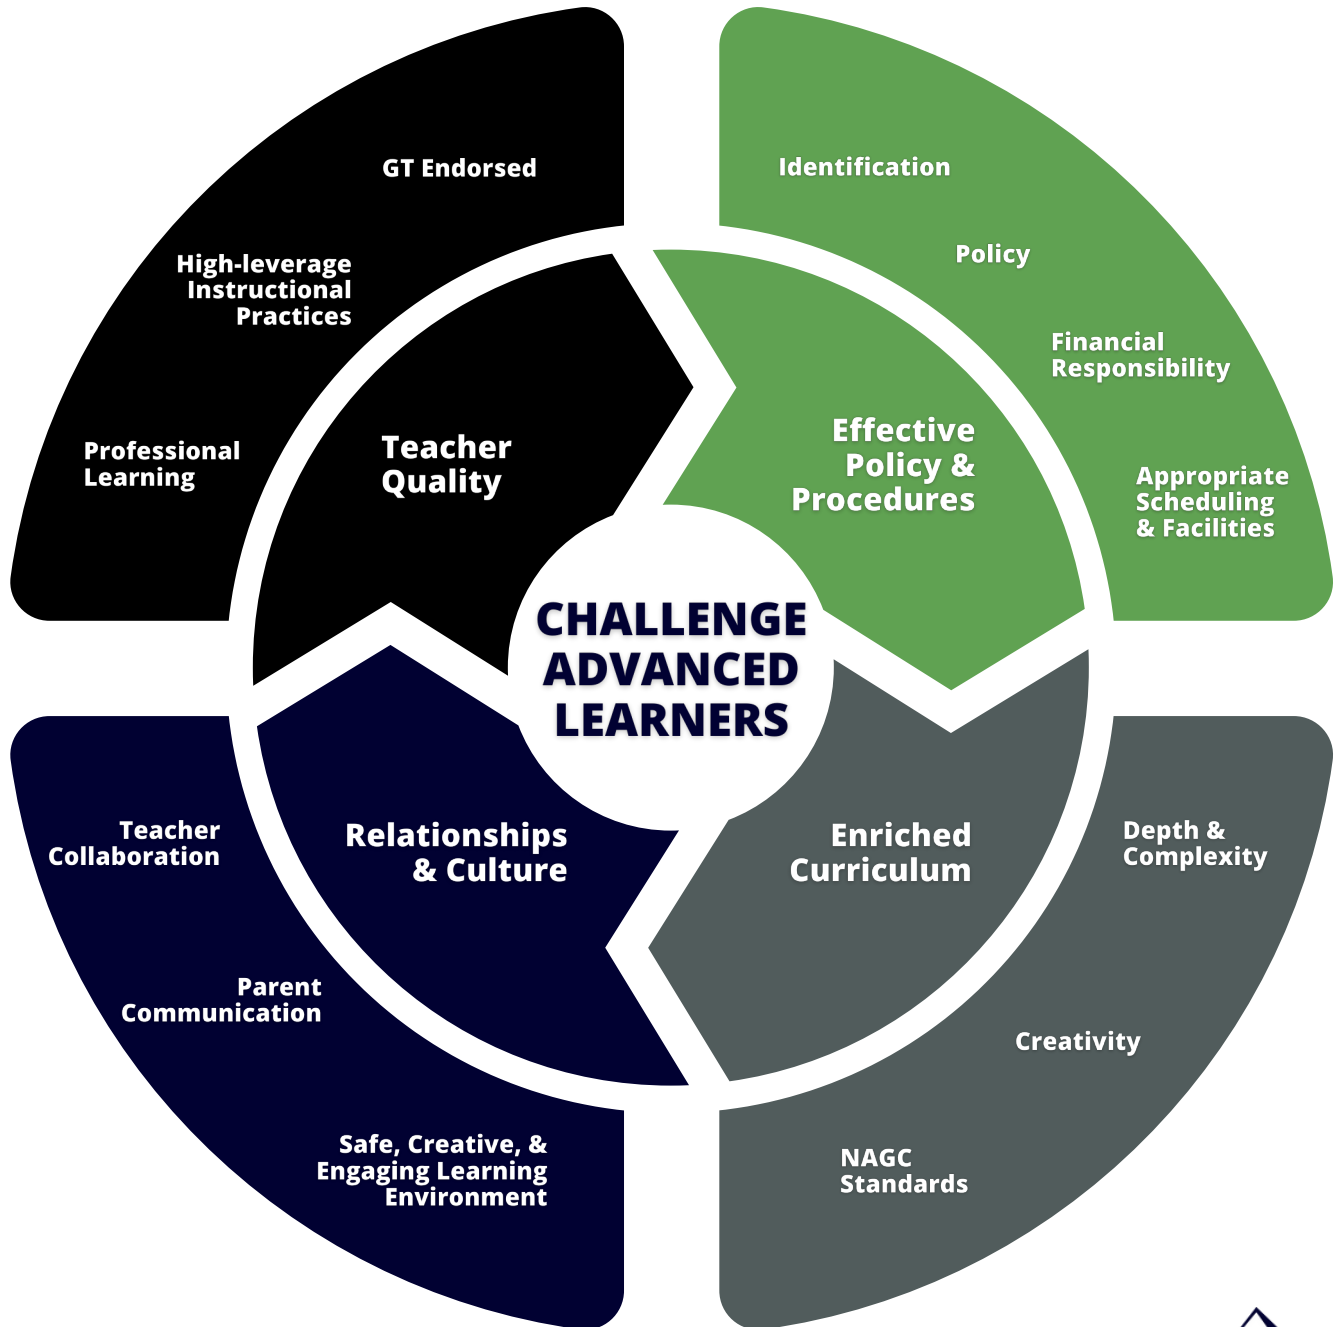 GT Endorsed
High-leverage
Instructional
Practices
Professional
Learning
Teacher
Quality
Identification
Policy
Financial
Responsibility
Appropriate
Scheduling
& Facilities
Effective
Policy &
Procedures
CHALLENGE
ADVANCED
LEARNERS
Relationships
& Culture
Teacher
Collaboration
Parent
Communication
Safe, Creative, &
Engaging Learning
Environment
Enriched
Curriculum
Depth &
Complexity
Creativity
NAGC
Standards